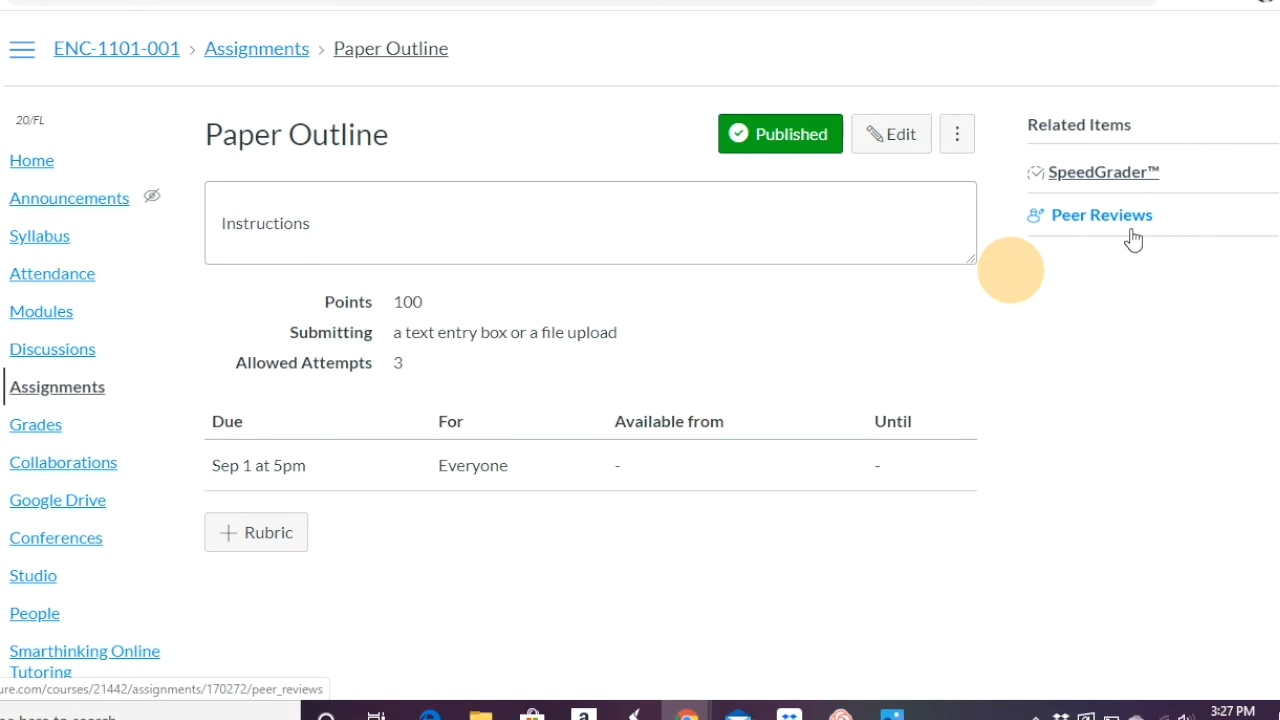 ENC-1101-001 › Assignments › Paper Outline
20/FL
Home
Announcements
Syllabus
Attendance
Modules
Discussions
Assignments
Grades
Collaborations
Google Drive
Conferences
Studio
People
Smarthinking Online
Tutoring
Paper Outline
Published
Edit
Instructions
Points 100
Submitting a text entry box or a file upload
Allowed Attempts 3
Due For Available from Until
Sep 1 at 5pm Everyone - -
+ Rubric
Related Items
SpeedGrader™
Peer Reviews
ure.com/courses/21442/assignments/170272/peer_reviews
here to search
3:27 PM